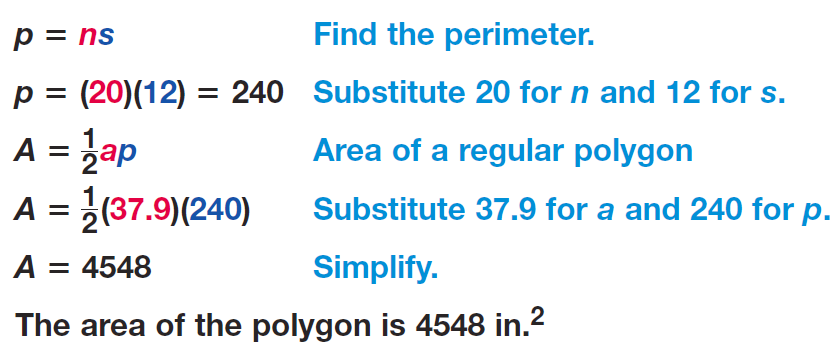 p = ns Find the perimeter.
p = (20)(12) = 240 Substitute 20 for n and 12 for s.
A = 1/2 ap Area of a regular polygon
A = 1/2 (37.9)(240) Substitute 37.9 for a and 240 for p.
A = 4548 Simplify.
The area of the polygon is 4548 in.²